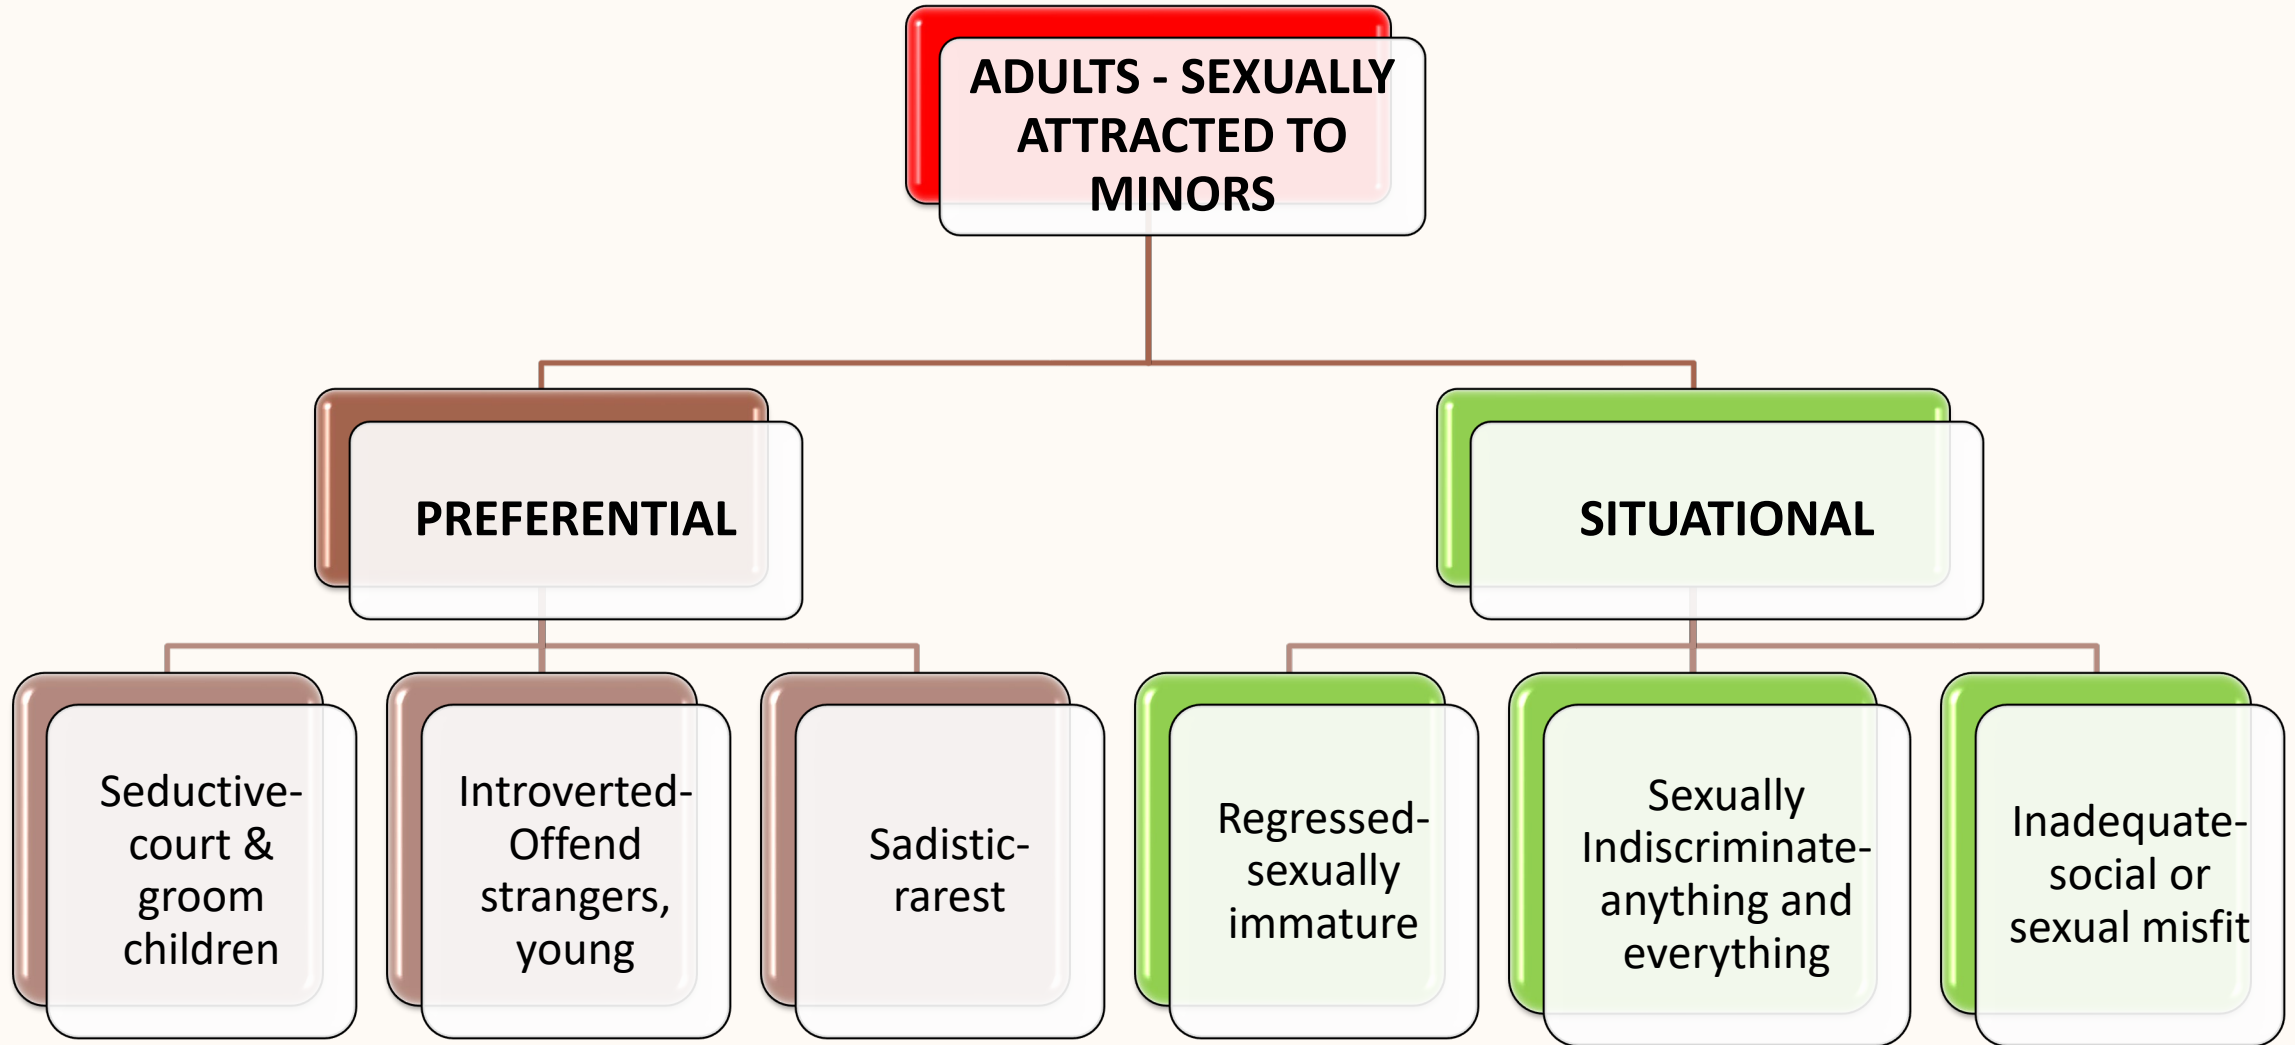 ADULTS - SEXUALLY
ATTRACTED TO
MINORS
PREFERENTIAL
SITUATIONAL
Seductive-
court &
groom
children
Introverted-
Offend
strangers,
young
Sadistic-
rarest
Regressed-
sexually
immature
Sexually
Indiscriminate-
anything and
everything
Inadequate-
social or
sexual misfit